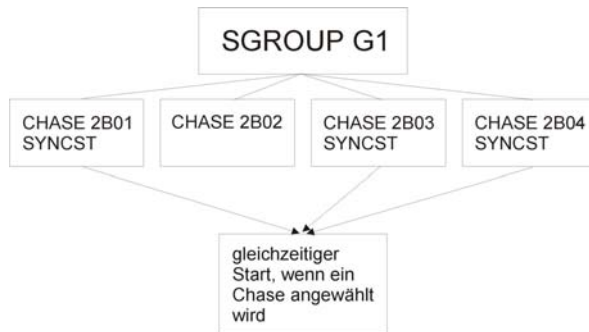 SGROUP G1
CHASE 2B01
SYNCST
CHASE 2B02
CHASE 2B03
SYNCST
CHASE 2B04
SYNCST
gleichzeitiger
Start, wenn ein
Chase angewählt
wird